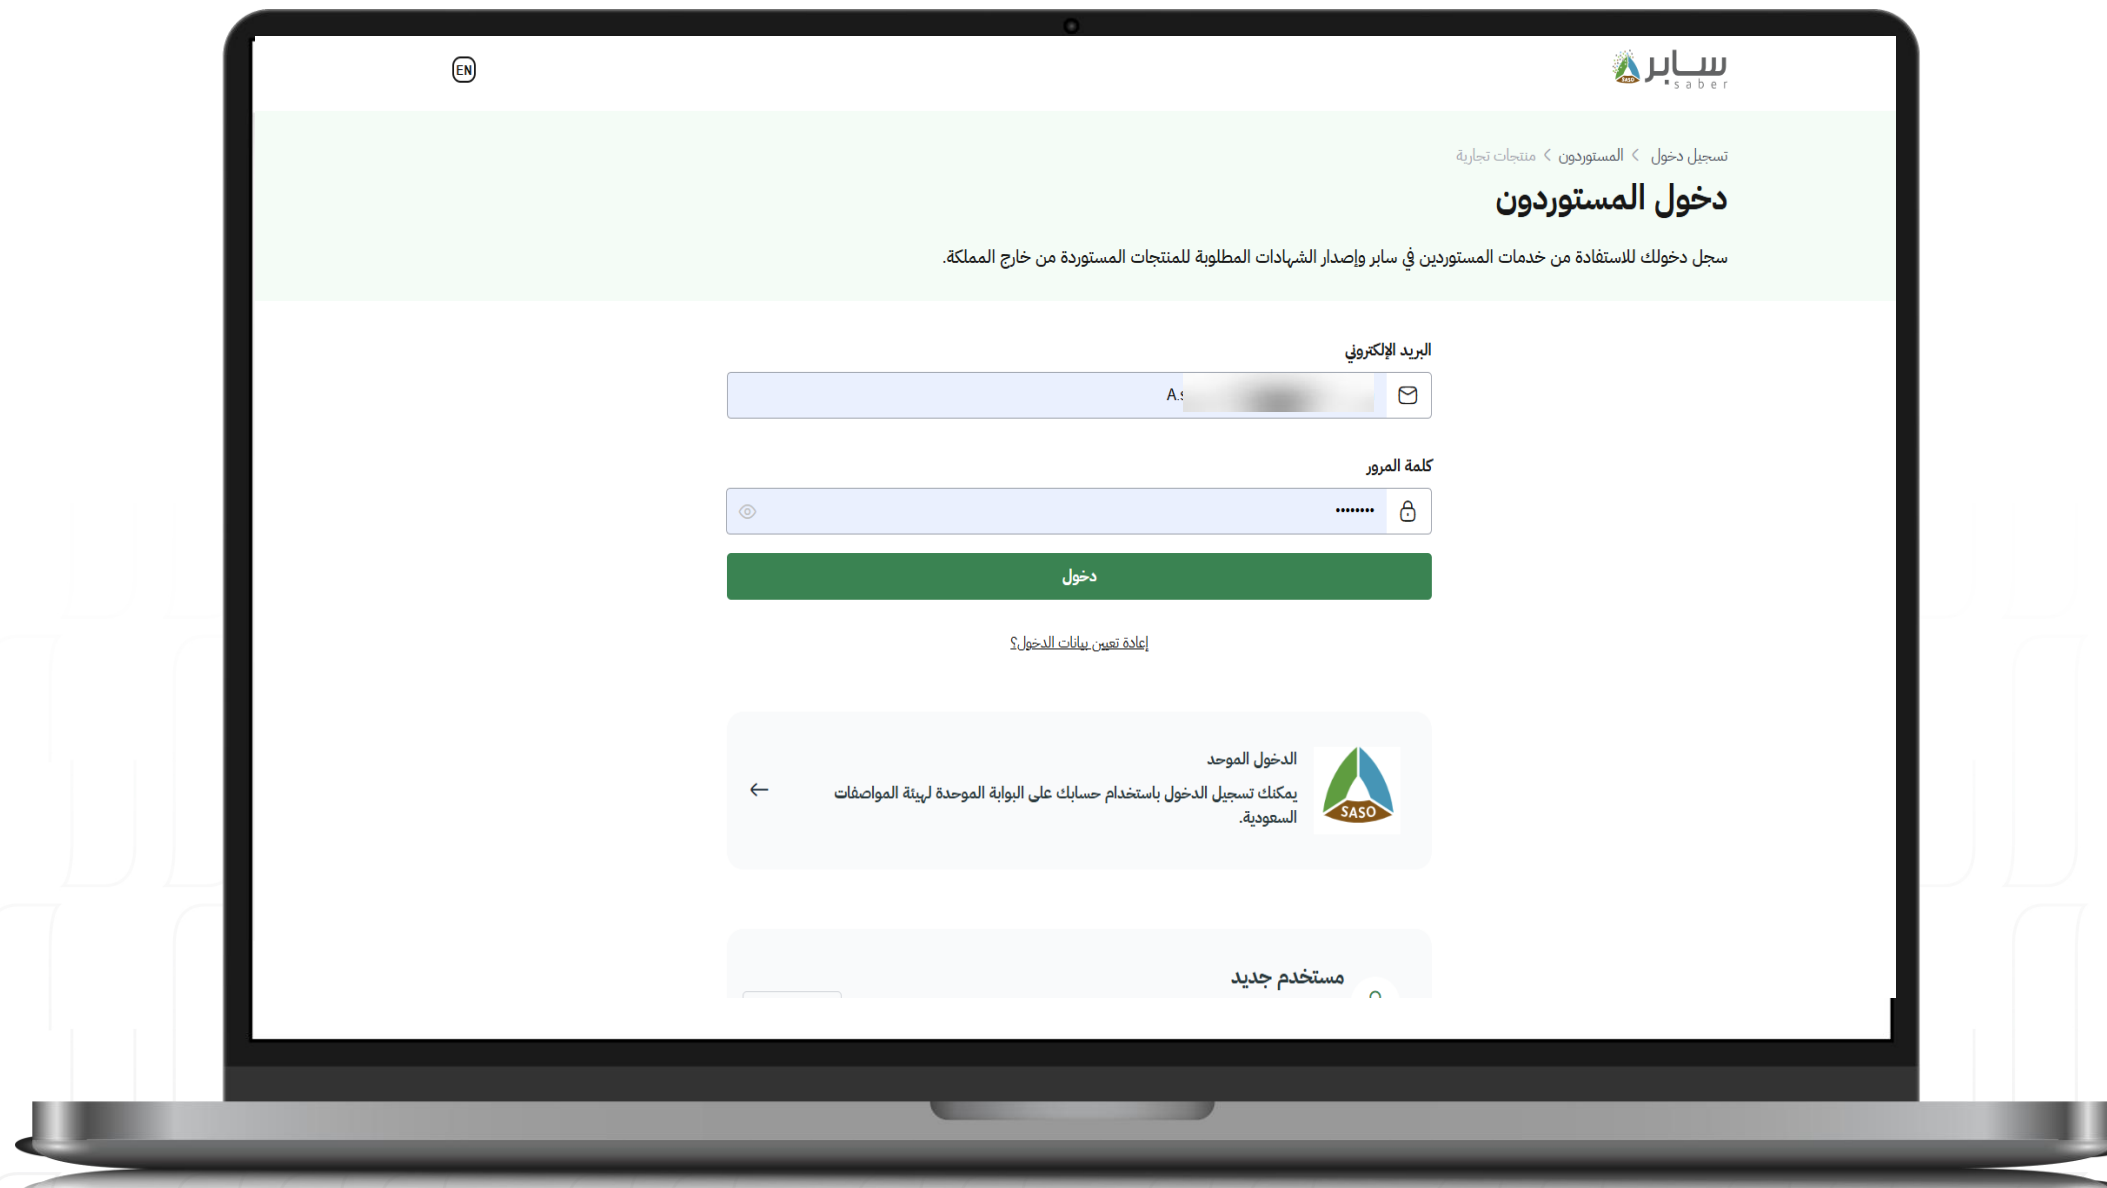 سابر
saber
SASO
EN
تسجيل دخول > المستوردون > منتجات تجارية
دخول المستوردون
سجل دخولك للاستفادة من خدمات المستوردين في سابر وإصدار الشهادات المطلوبة للمنتجات المستوردة من خارج المملكة.
البريد الإلكتروني
A.s
كلمة المرور
••••••••
دخول
إعادة تعيين بيانات الدخول؟
الدخول الموحد
يمكنك تسجيل الدخول باستخدام حسابك على البوابة الموحدة لهيئة المواصفات
السعودية.
SASO
مستخدم جديد